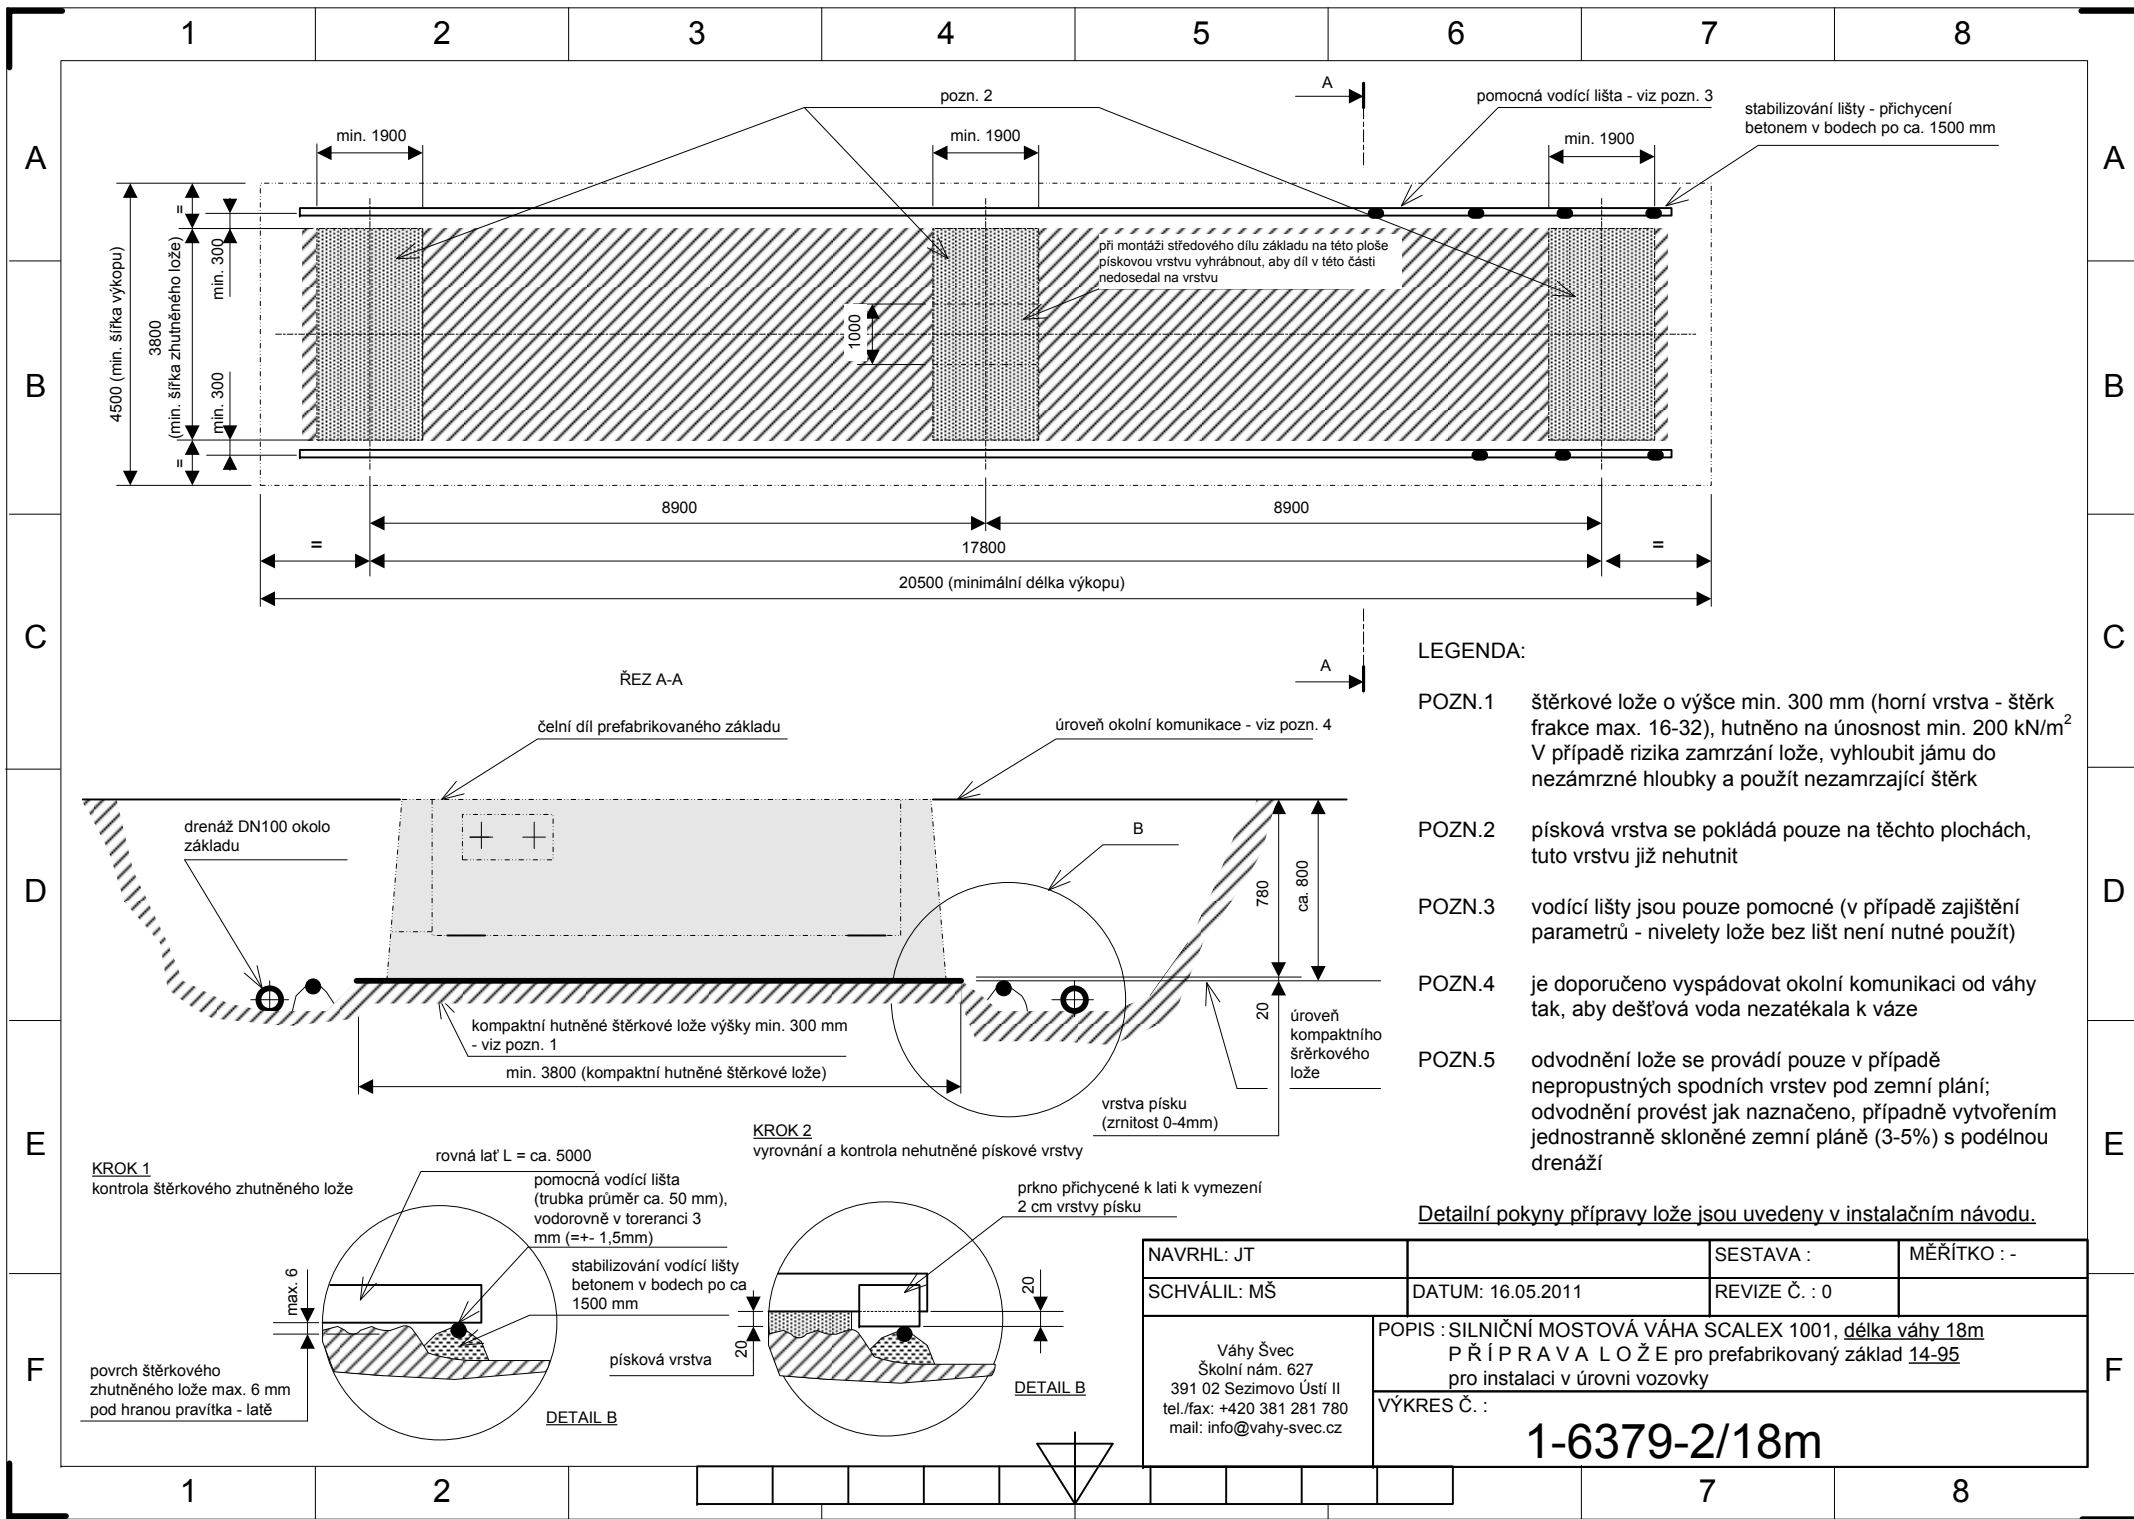 1 2 3 4 5 6 7 8
A
B
C
D
E
F
A
B
C
D
E
F
pozn. 2
A
pomocná vodící lišta - viz pozn. 3
stabilizování lišty - přichycení
betonem v bodech po ca. 1500 mm
min. 1900
min. 1900
min. 1900
4500 (min. šířka výkopu)
=
3800
(min. šířka zhutněného lože)
=
min. 300
min. 300
při montáži středového dílu základu na této ploše
pískovou vrstvu vyhrábnout, aby díl v této části
nedosedal na vrstvu
1000
8900
8900
=
17800
=
20500 (minimální délka výkopu)
A
ŘEZ A-A
čelní díl prefabrikovaného základu
úroveň okolní komunikace - viz pozn. 4
drenáž DN100 okolo
základu
B
780
ca. 800
20
kompaktní hutněné štěrkové lože výšky min. 300 mm
- viz pozn. 1
min. 3800 (kompaktní hutněné štěrkové lože)
úroveň
kompaktního
šrěrkového
lože
vrstva písku
(zrnitost 0-4mm)
LEGENDA:
POZN.1 štěrkové lože o výšce min. 300 mm (horní vrstva - štěrk
frakce max. 16-32), hutněno na únosnost min. 200 kN/m²
V případě rizika zamrzání lože, vyhloubit jámu do
nezámrzné hloubky a použít nezamrzající štěrk
POZN.2 písková vrstva se pokládá pouze na těchto plochách,
tuto vrstvu již nehutnit
POZN.3 vodící lišty jsou pouze pomocné (v případě zajištění
parametrů - nivelety lože bez lišt není nutné použít)
POZN.4 je doporučeno vyspádovat okolní komunikaci od váhy
tak, aby dešťová voda nezatékala k váze
POZN.5 odvodnění lože se provádí pouze v případě
nepropustných spodních vrstev pod zemní plání;
odvodnění provést jak naznačeno, případně vytvořením
jednostranně skloněné zemní pláně (3-5%) s podélnou
drenáží
Detailní pokyny přípravy lože jsou uvedeny v instalačním návodu.
KROK 1
kontrola štěrkového zhutněného lože
rovná lať L = ca. 5000
pomocná vodící lišta
(trubka průměr ca. 50 mm),
vodorovně v toreranci 3
mm (=+- 1,5mm)
stabilizování vodící lišty
betonem v bodech po ca
1500 mm
max. 6
povrch štěrkového
zhutněného lože max. 6 mm
pod hranou pravítka - latě
DETAIL B
KROK 2
vyrovnání a kontrola nehutněné pískové vrstvy
prkno přichycené k lati k vymezení
2 cm vrstvy písku
20
20
písková vrstva
DETAIL B
NAVRHL: JT
SESTAVA :
MĚŘÍTKO : -
SCHVÁLIL: MŠ
DATUM: 16.05.2011
REVIZE Č. : 0
Váhy Švec
Školní nám. 627
391 02 Sezimovo Ústí II
tel./fax: +420 381 281 780
mail: info@vahy-svec.cz
POPIS : SILNIČNÍ MOSTOVÁ VÁHA SCALEX 1001, délka váhy 18m
P Ř Í P R A V A L O Ž E pro prefabrikovaný základ 14-95
pro instalaci v úrovni vozovky
VÝKRES Č. :
1-6379-2/18m
1 2 7 8